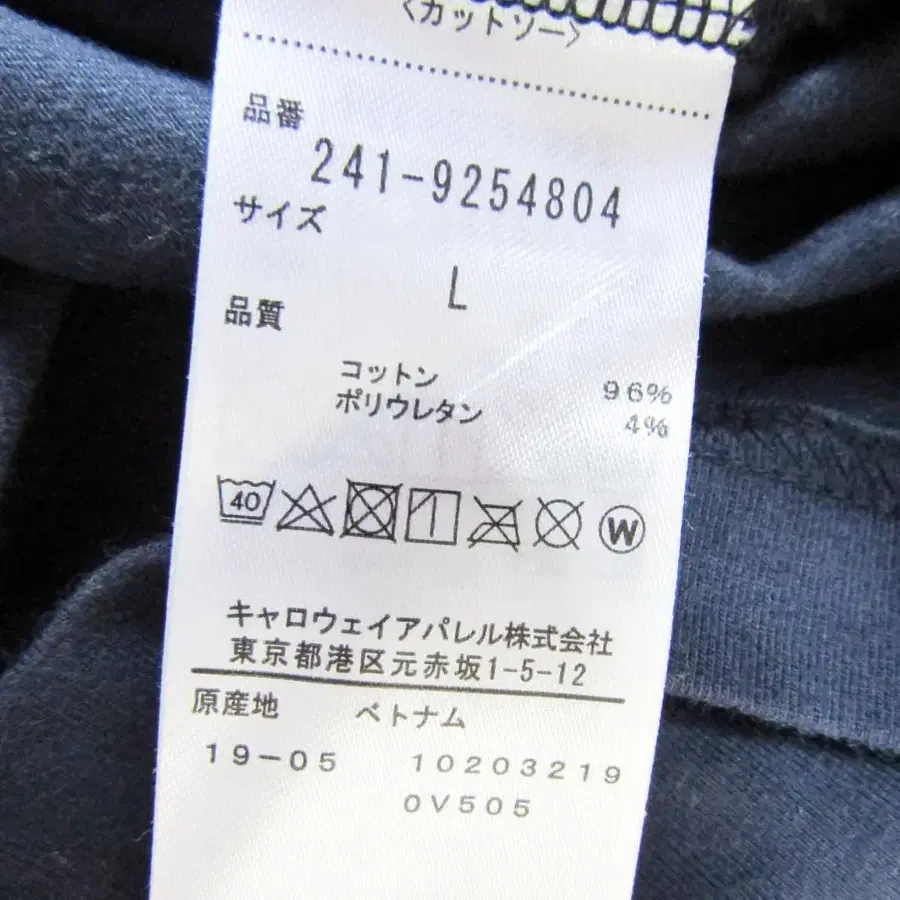 〈カットソー〉
品番
241-9254804
サイズ
L
品質
コットン 96%
ポリウレタン 4%
40
W
キャロウェイアパレル株式会社
東京都港区元赤坂1-5-12
原産地 ベトナム
19-05 10203219
0V505